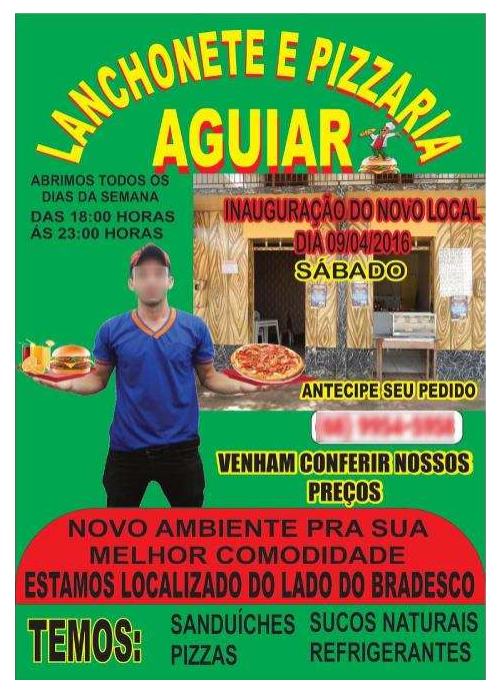 LANCHONETE E PIZZARIA
AGUIAR
ABRIMOS TODOS OS
DIAS DA SEMANA
DAS 18:00 HORAS
ÁS 23:00 HORAS
INAUGURAÇÃO DO NOVO LOCAL
DIA 09/04/2016
SÁBADO
ANTECIPE SEU PEDIDO
VENHAM CONFERIR NOSSOS
PREÇOS
NOVO AMBIENTE PRA SUA
MELHOR COMODIDADE
ESTAMOS LOCALIZADO DO LADO DO BRADESCO
TEMOS:
SANDUÍCHES
PIZZAS
SUCOS NATURAIS
REFRIGERANTES